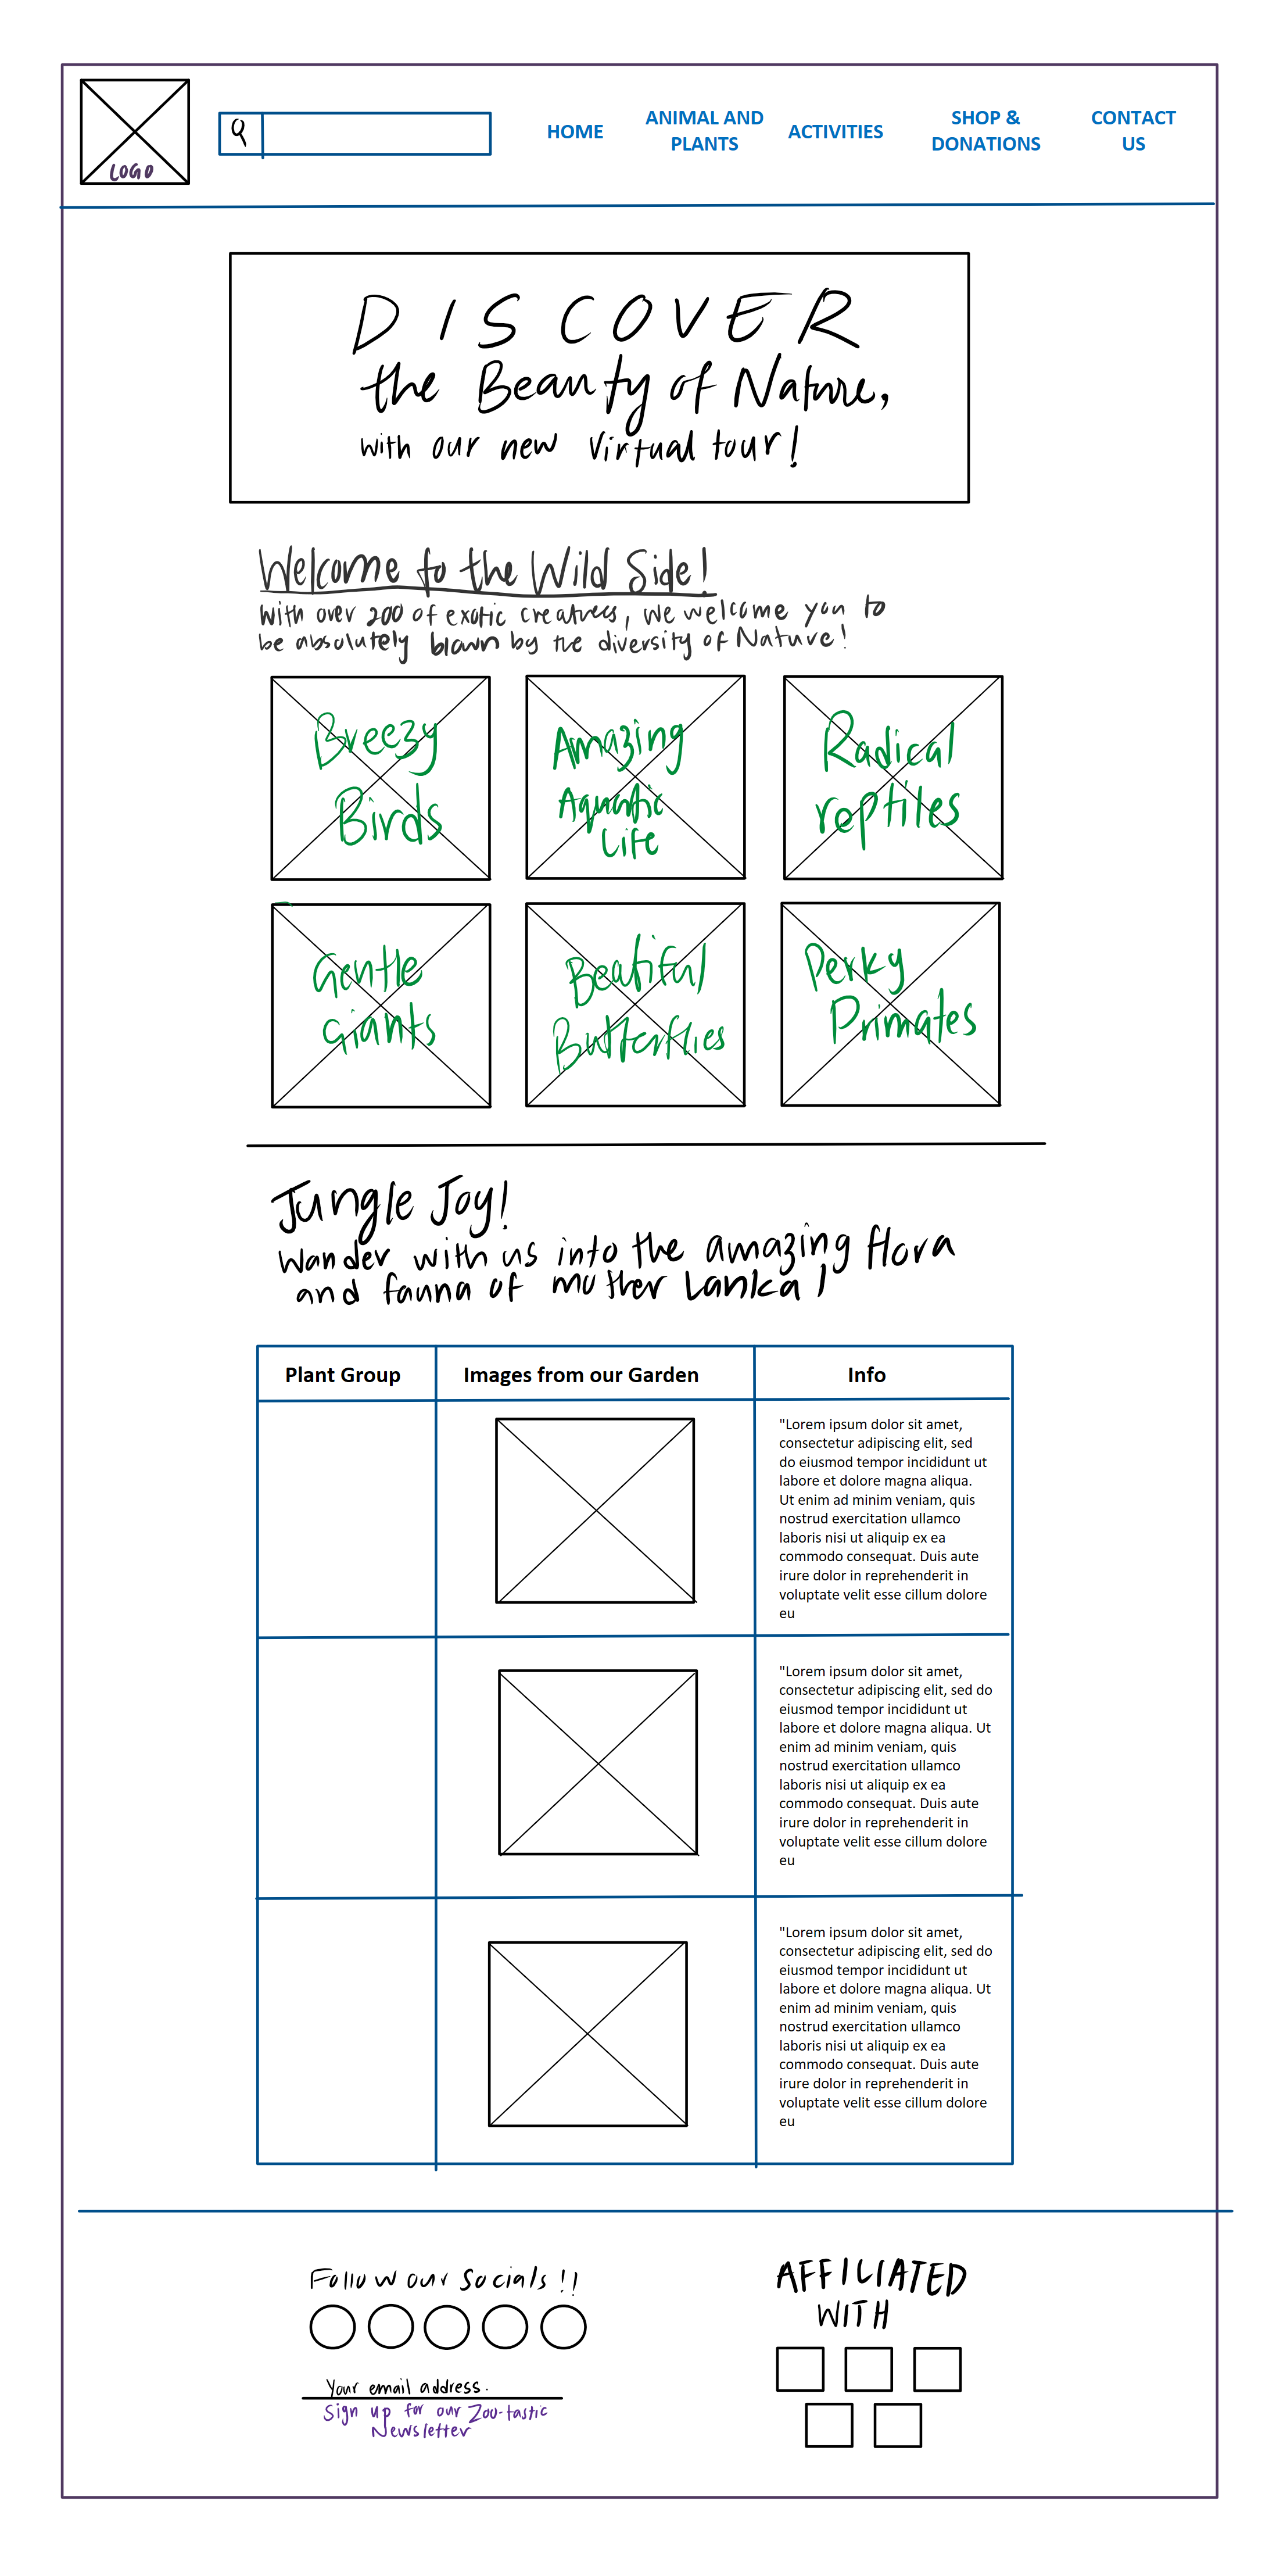 LOGO
HOME
ANIMAL AND
PLANTS
ACTIVITIES
SHOP &
DONATIONS
CONTACT
US
DISCOVER
the Beauty of Nature,
with our new Virtual tour!
Welcome to the Wild Side!
With over 200 of exotic creatures, we welcome you to
be absolutely blown by the diversity of Nature!
Breezy
Birds
Amazing
Aquatic
Life
Radical
reptiles
Gentle
Giants
Beatiful
Butterflies
Perky
Primates
Jungle Joy!
Wander with us into the amazing flora
and fauna of mother Lanka!
Plant Group
Images from our Garden
Info
"Lorem ipsum dolor sit amet,
consectetur adipiscing elit, sed
do eiusmod tempor incididunt ut
labore et dolore magna aliqua.
Ut enim ad minim veniam, quis
nostrud exercitation ullamco
laboris nisi ut aliquip ex ea
commodo consequat. Duis aute
irure dolor in reprehenderit in
voluptate velit esse cillum dolore
eu
"Lorem ipsum dolor sit amet,
consectetur adipiscing elit, sed do
eiusmod tempor incididunt ut
labore et dolore magna aliqua. Ut
enim ad minim veniam, quis
nostrud exercitation ullamco
laboris nisi ut aliquip ex ea
commodo consequat. Duis aute
irure dolor in reprehenderit in
voluptate velit esse cillum dolore
eu
"Lorem ipsum dolor sit amet,
consectetur adipiscing elit, sed do
eiusmod tempor incididunt ut
labore et dolore magna aliqua. Ut
enim ad minim veniam, quis
nostrud exercitation ullamco
laboris nisi ut aliquip ex ea
commodo consequat. Duis aute
irure dolor in reprehenderit in
voluptate velit esse cillum dolore
eu
Follow our Socials !!
Your email address.
Sign up for our Zoo-tastic
Newsletter
AFFILIATED
WITH